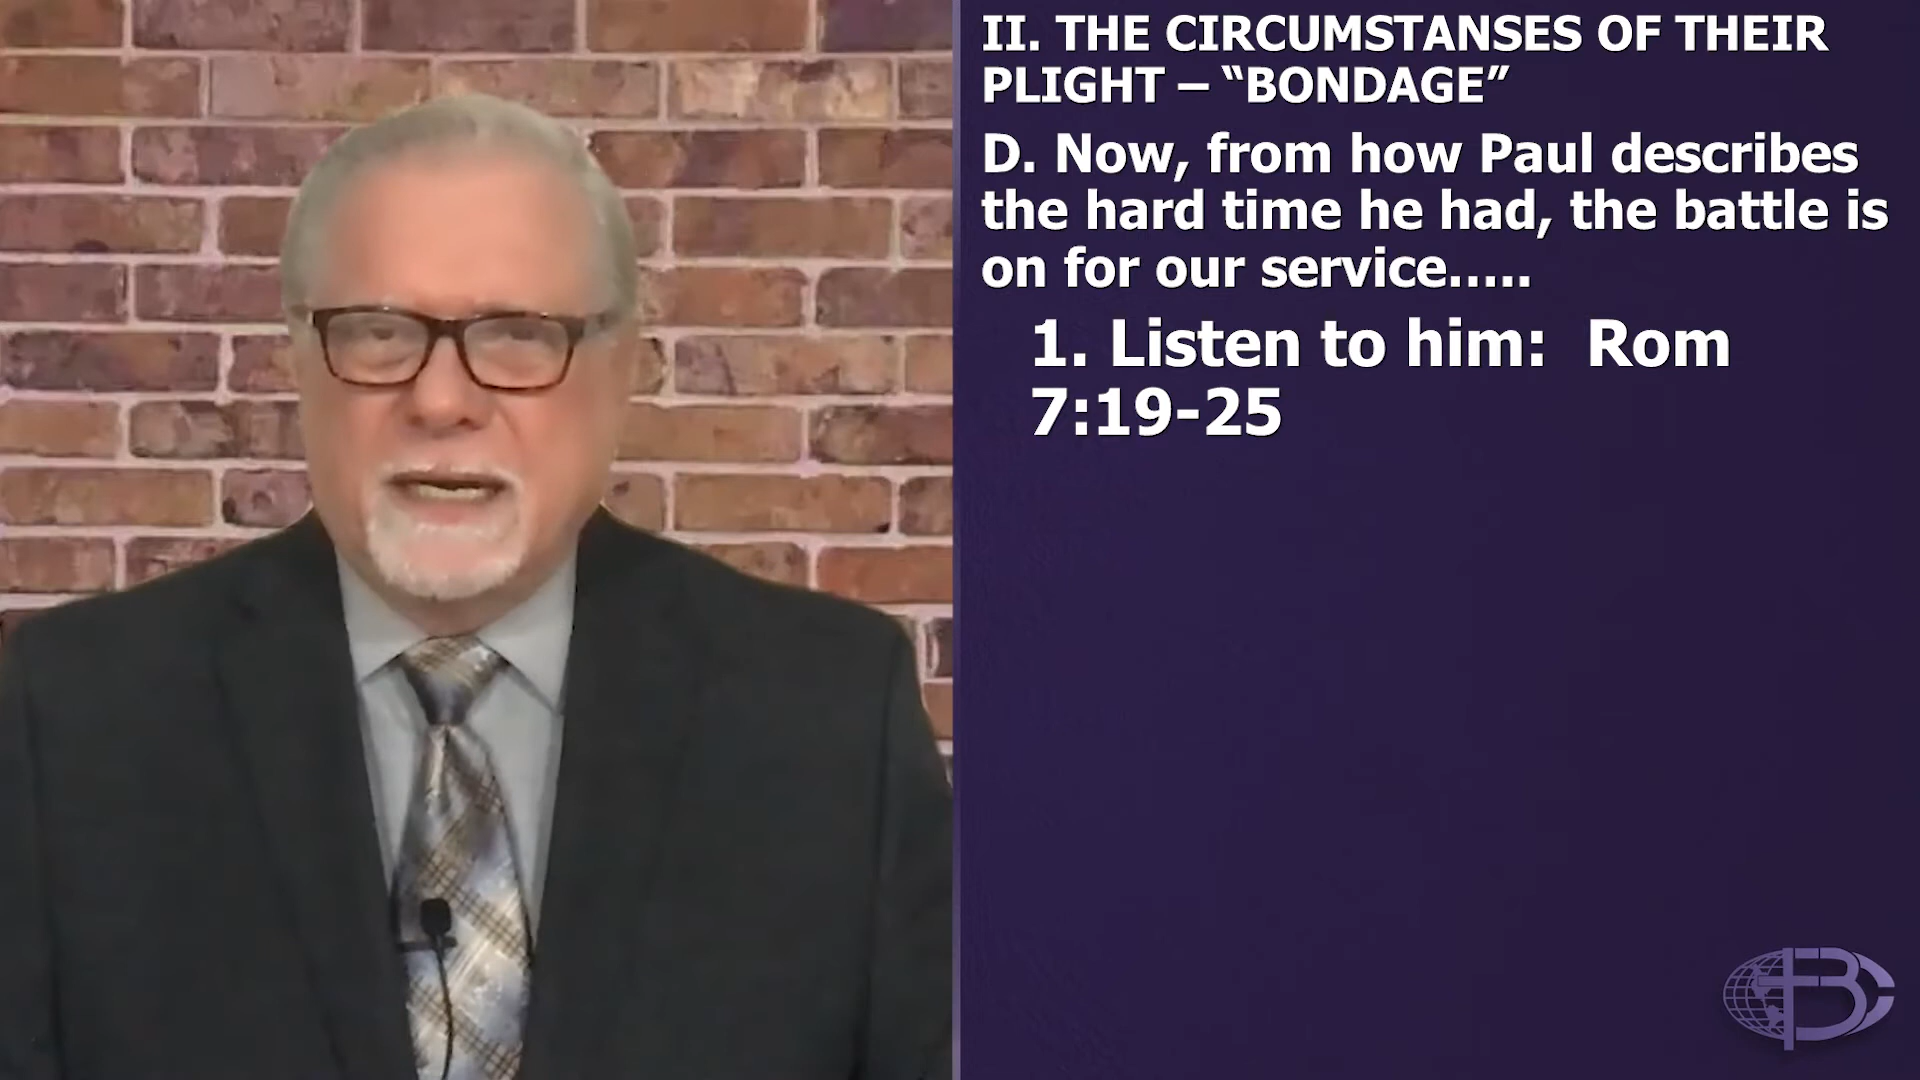 II. THE CIRCUMSTANSES OF THEIR
PLIGHT – “BONDAGE”
D. Now, from how Paul describes
the hard time he had, the battle is
on for our service.....
1. Listen to him:  Rom
7:19-25